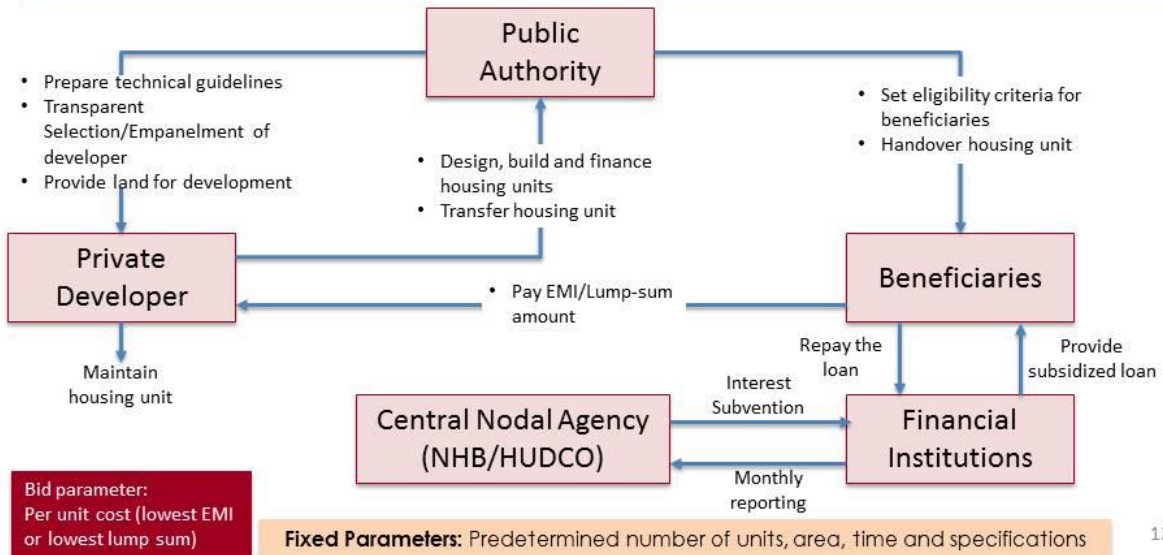 Public
Authority
• Prepare technical guidelines
• Transparent
Selection/Empanelment of
developer
• Provide land for development
• Design, build and finance
housing units
• Transfer housing unit
• Set eligibility criteria for
beneficiaries
• Handover housing unit
Private
Developer
Beneficiaries
• Pay EMI/Lump-sum
amount
Maintain
housing unit
Repay the
loan
Provide
subsidized loan
Interest
Subvention
Central Nodal Agency
(NHB/HUDCO)
Financial
Institutions
Monthly
reporting
Bid parameter:
Per unit cost (lowest EMI
or lowest lump sum)
Fixed Parameters: Predetermined number of units, area, time and specifications